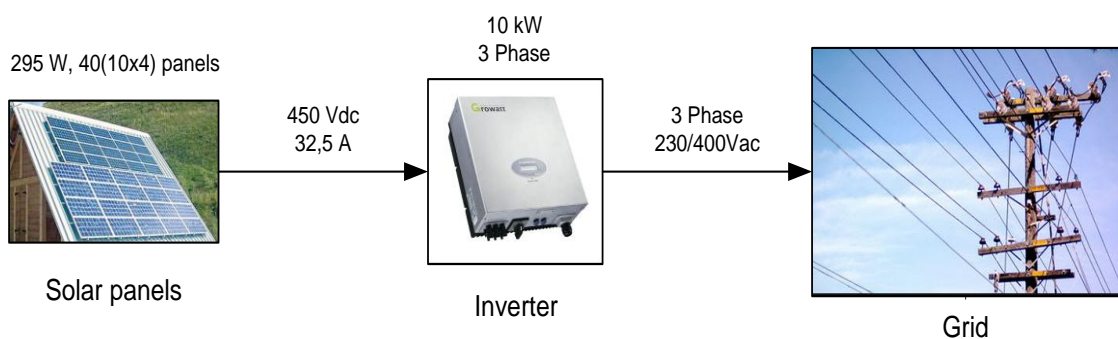 10 kW
3 Phase
295 W, 40(10x4) panels
450 Vdc
32,5 A
Growatt
3 Phase
230/400Vac
Solar panels
Inverter
Grid